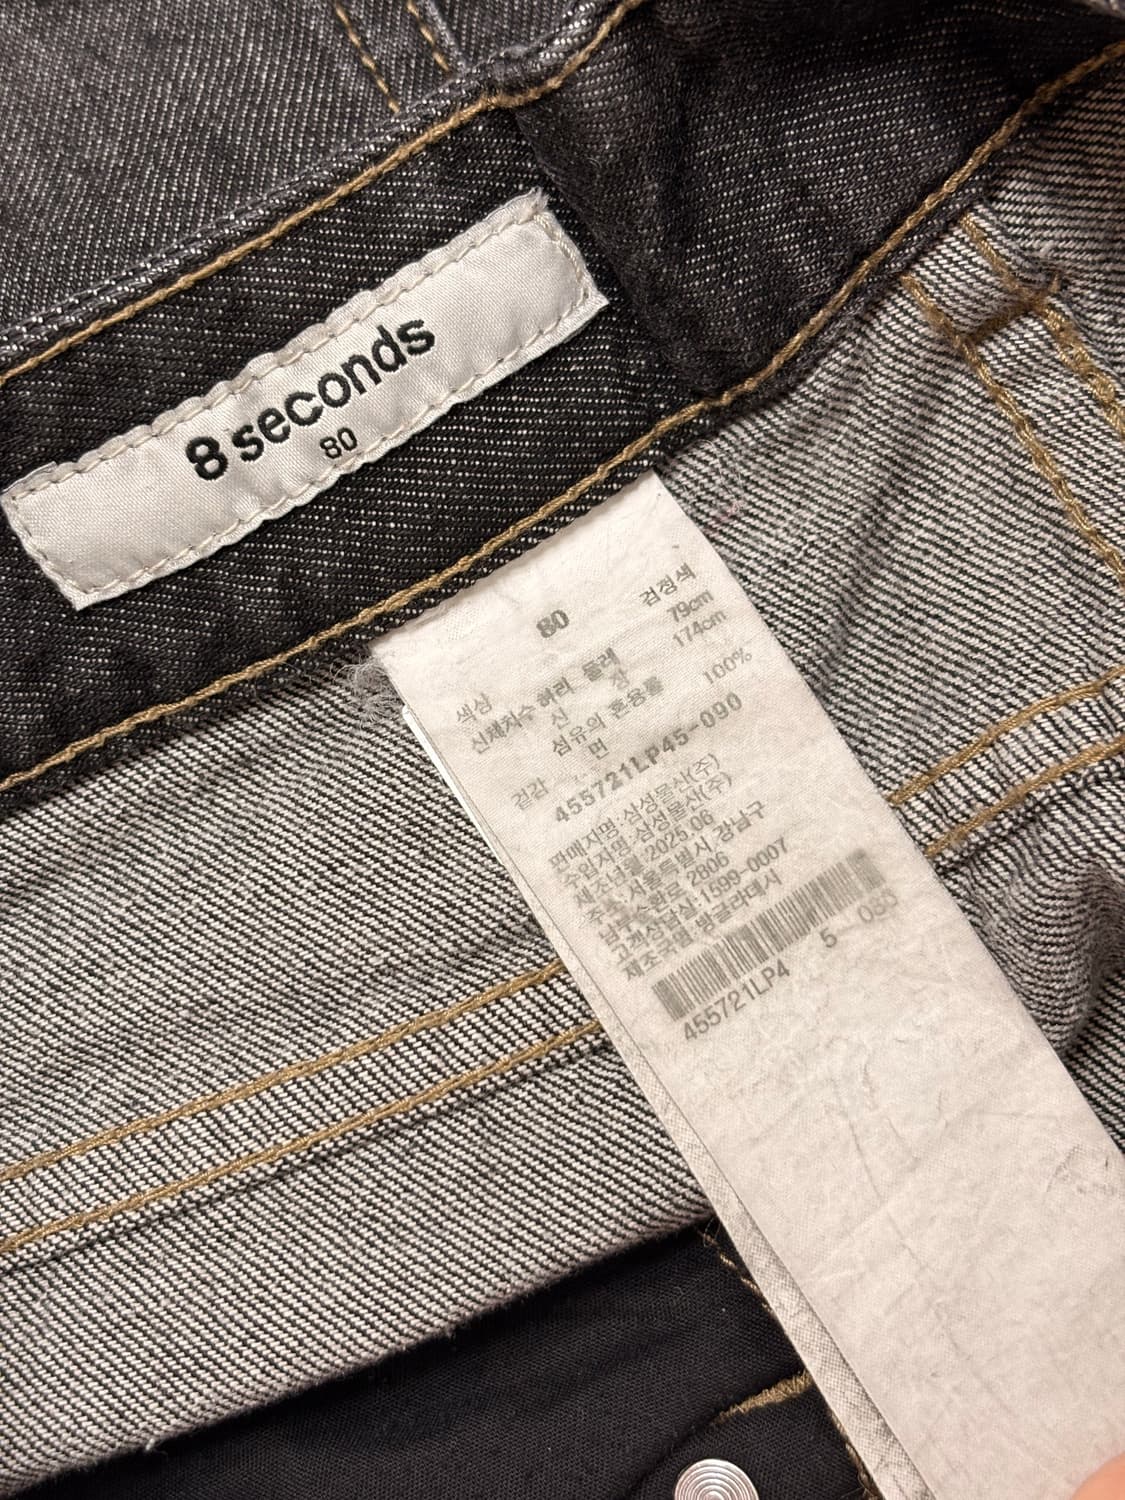 8 seconds
80
80
색상 검정색
신체치수 허리 둘레 79cm
신 장 174cm
섬유의 혼용률
겉감 면 100%
455721LP45-090
판매자명:삼성물산(주)
수입자명:삼성물산(주)
제조년월:2025.06
주소:서울특별시 강남구
남부순환로 2806
고객상담실:1599-0007
제조국명:방글라데시
455721LP4 5 080